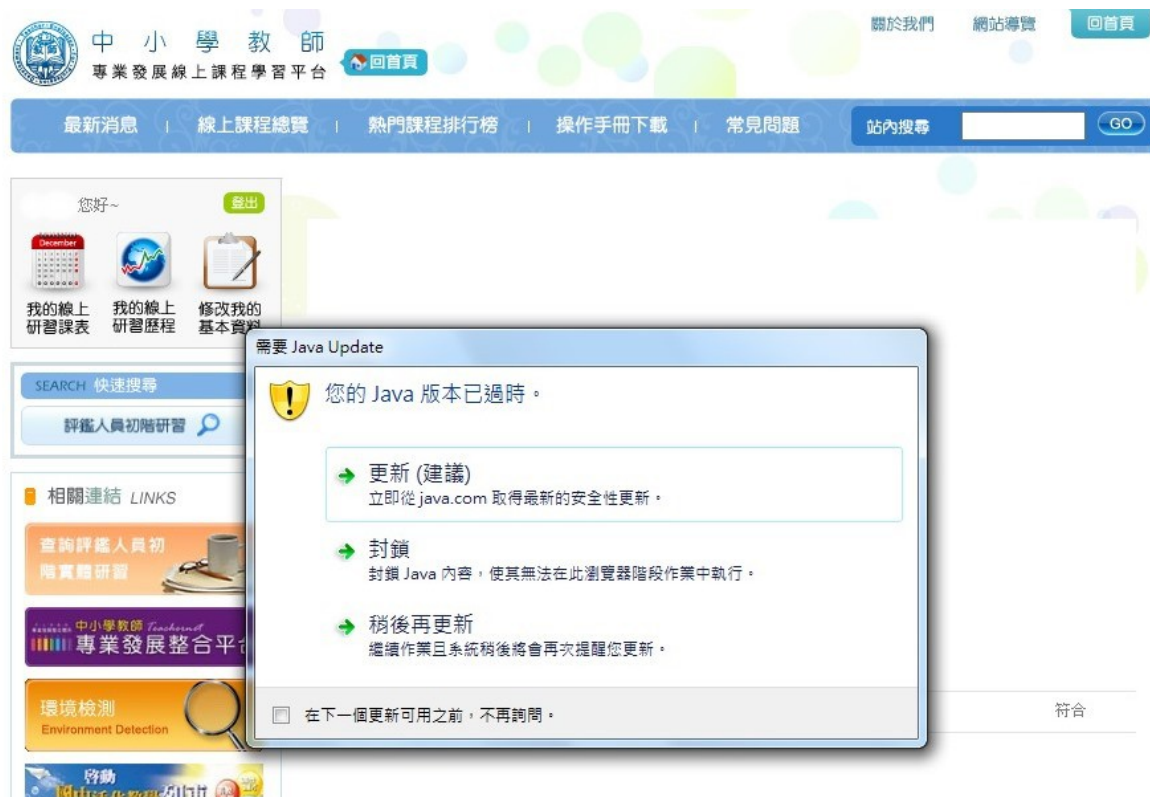 關於我們 網站導覽 回首頁
中小學教師
專業發展線上課程學習平台 回首頁
最新消息 線上課程總覽 熱門課程排行榜 操作手冊下載 常見問題 站內搜尋 GO
您好~ 登出
December
我的線上 我的線上 修改我的
研習課表 研習歷程 基本資料
需要 Java Update
您的 Java 版本已過時。
更新 (建議)
立即從 java.com 取得最新的安全性更新。
封鎖
封鎖 Java 內容,使其無法在此瀏覽器階段作業中執行。
稍後再更新
繼續作業且系統稍後將會再次提醒您更新。
在下一個更新可用之前,不再詢問。
SEARCH 快速搜尋
評鑑人員初階研習
相關連結 LINKS
查詢評鑑人員初
階實體研習
中小學教師 Teachernet
專業發展整合平台
環境檢測
Environment Detection
啓動
符合